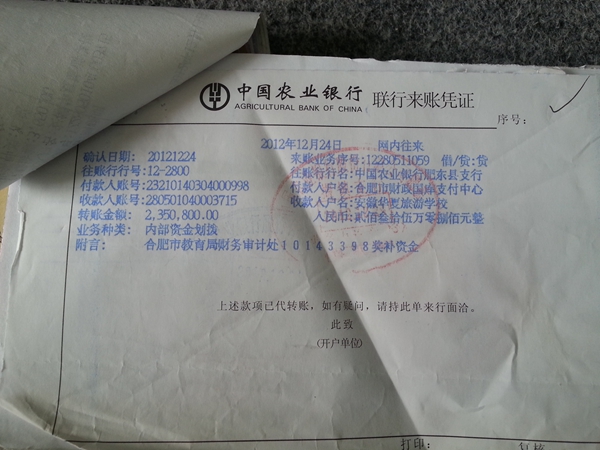 中国农业银行 联行来账凭证
AGRICULTURAL BANK OF CHINA
序号：
2012年12月24日 网内往来
确认日期： 20121224 来账业务序号：12280511059 借/贷：贷
往账行行号：12-2800 往账行行名：中国农业银行肥东县支行
付款人账号：23210140304000998 付款人户名：合肥市财政国库支付中心
收款人账号：280501040003715 收款人户名：安徽华夏旅游学校
转账金额： 2,350,800.00 人民币：贰佰叁拾伍万零捌佰元整
业务种类： 内部资金划拨
附言： 合肥市教育局财务审计处１０１４３３９８奖补资金
上述款项已代转账，如有疑问，请持此单来行面洽。
此致
(开户单位)
打印： 复核